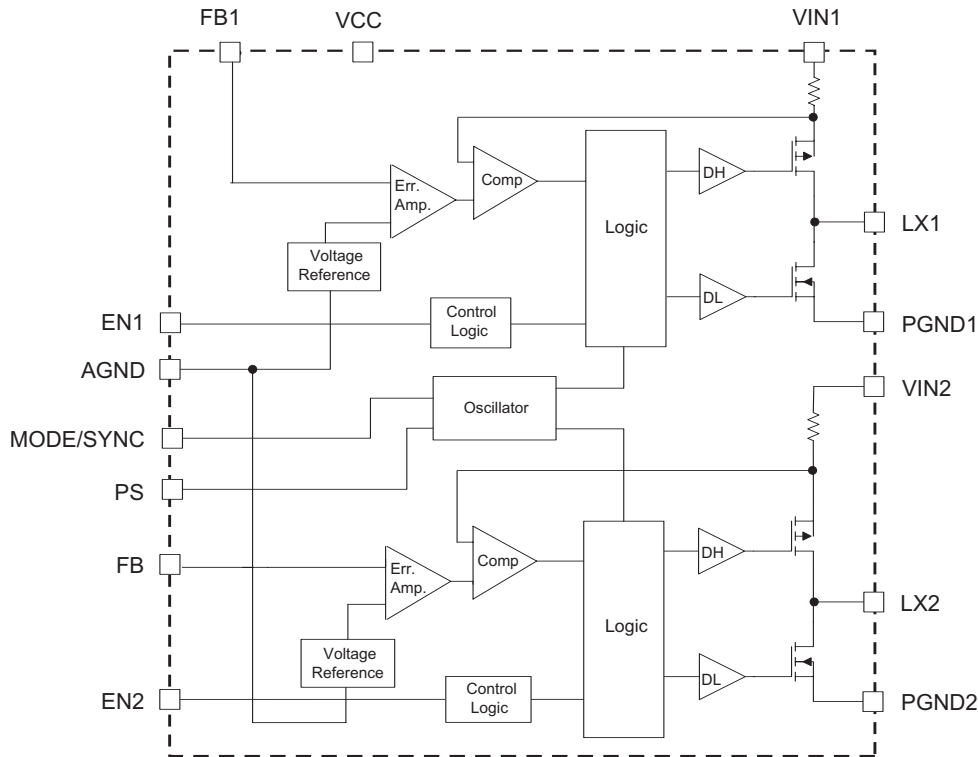 FB1
VCC
VIN1
Err.
Amp.
Comp
Logic
DH
LX1
Voltage
Reference
DL
EN1
Control
Logic
PGND1
AGND
VIN2
Oscillator
MODE/SYNC
PS
FB
Err.
Amp.
Comp
DH
LX2
Logic
Voltage
Reference
DL
EN2
Control
Logic
PGND2